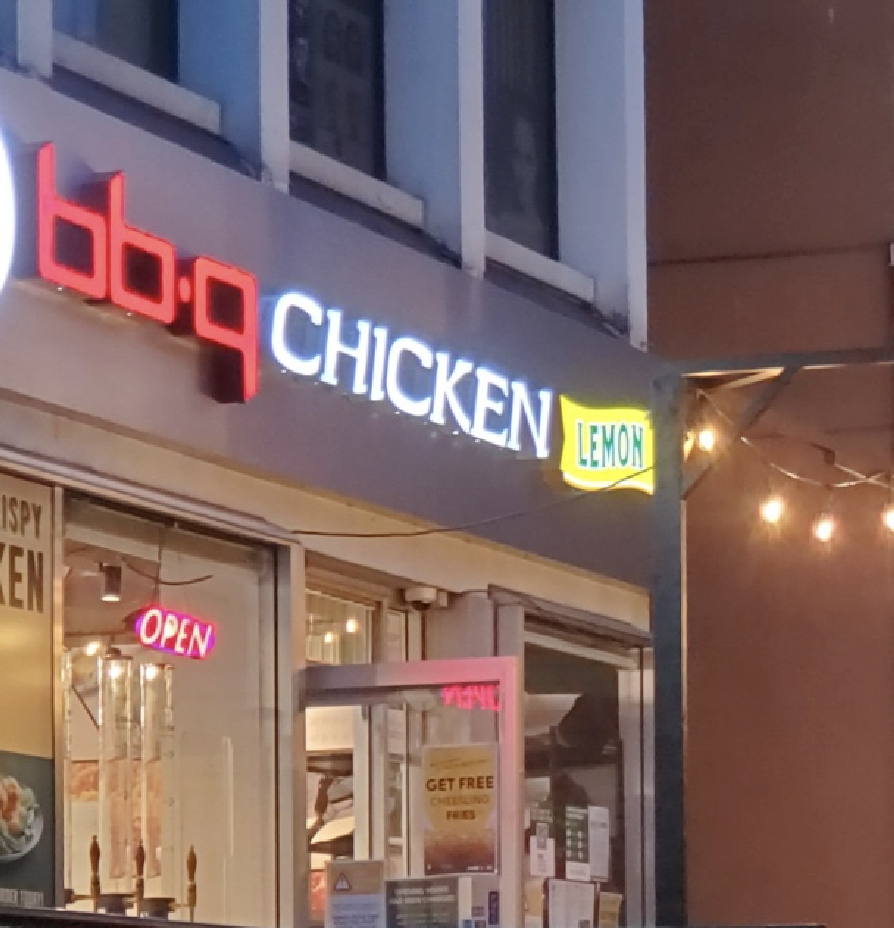 bb.q CHICKEN LEMON
ISPY
KEN
OPEN
GET FREE
CHEESLING
FRIES